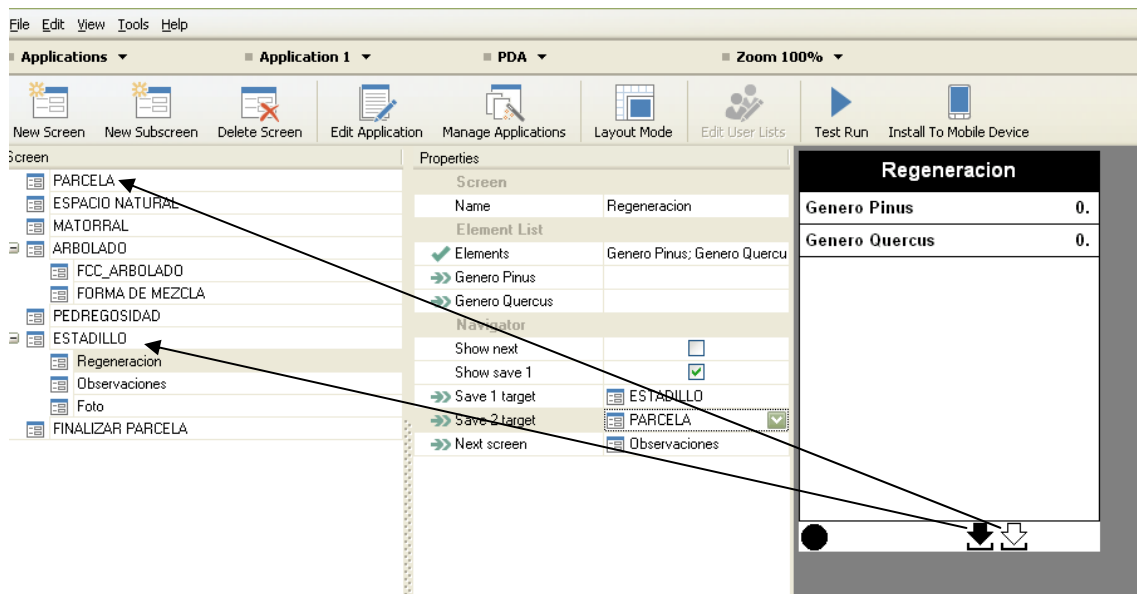 File Edit View Tools Help
Applications Application 1 PDA Zoom 100%
New Screen New Subscreen Delete Screen Edit Application Manage Applications Layout Mode Edit User Lists Test Run Install To Mobile Device
Screen
PARCELA
ESPACIO NATURAL
MATORRAL
ARBOLADO
FCC_ARBOLADO
FORMA DE MEZCLA
PEDREGOSIDAD
ESTADILLO
Regeneracion
Observaciones
Foto
FINALIZAR PARCELA
Properties
Screen
Name Regeneracion
Element List
Elements Genero Pinus; Genero Quercu
Genero Pinus
Genero Quercus
Navigator
Show next
Show save 1
Save 1 target ESTADILLO
Save 2 target PARCELA
Next screen Observaciones
Regeneracion
Genero Pinus 0.
Genero Quercus 0.